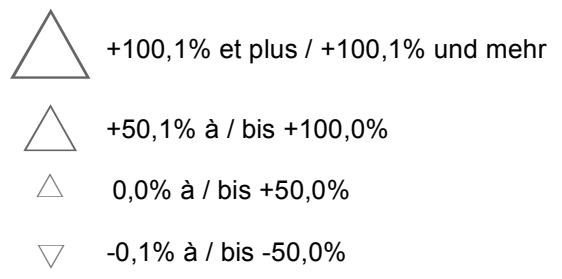 +100,1% et plus / +100,1% und mehr
+50,1% à / bis +100,0%
0,0% à / bis +50,0%
-0,1% à / bis -50,0%